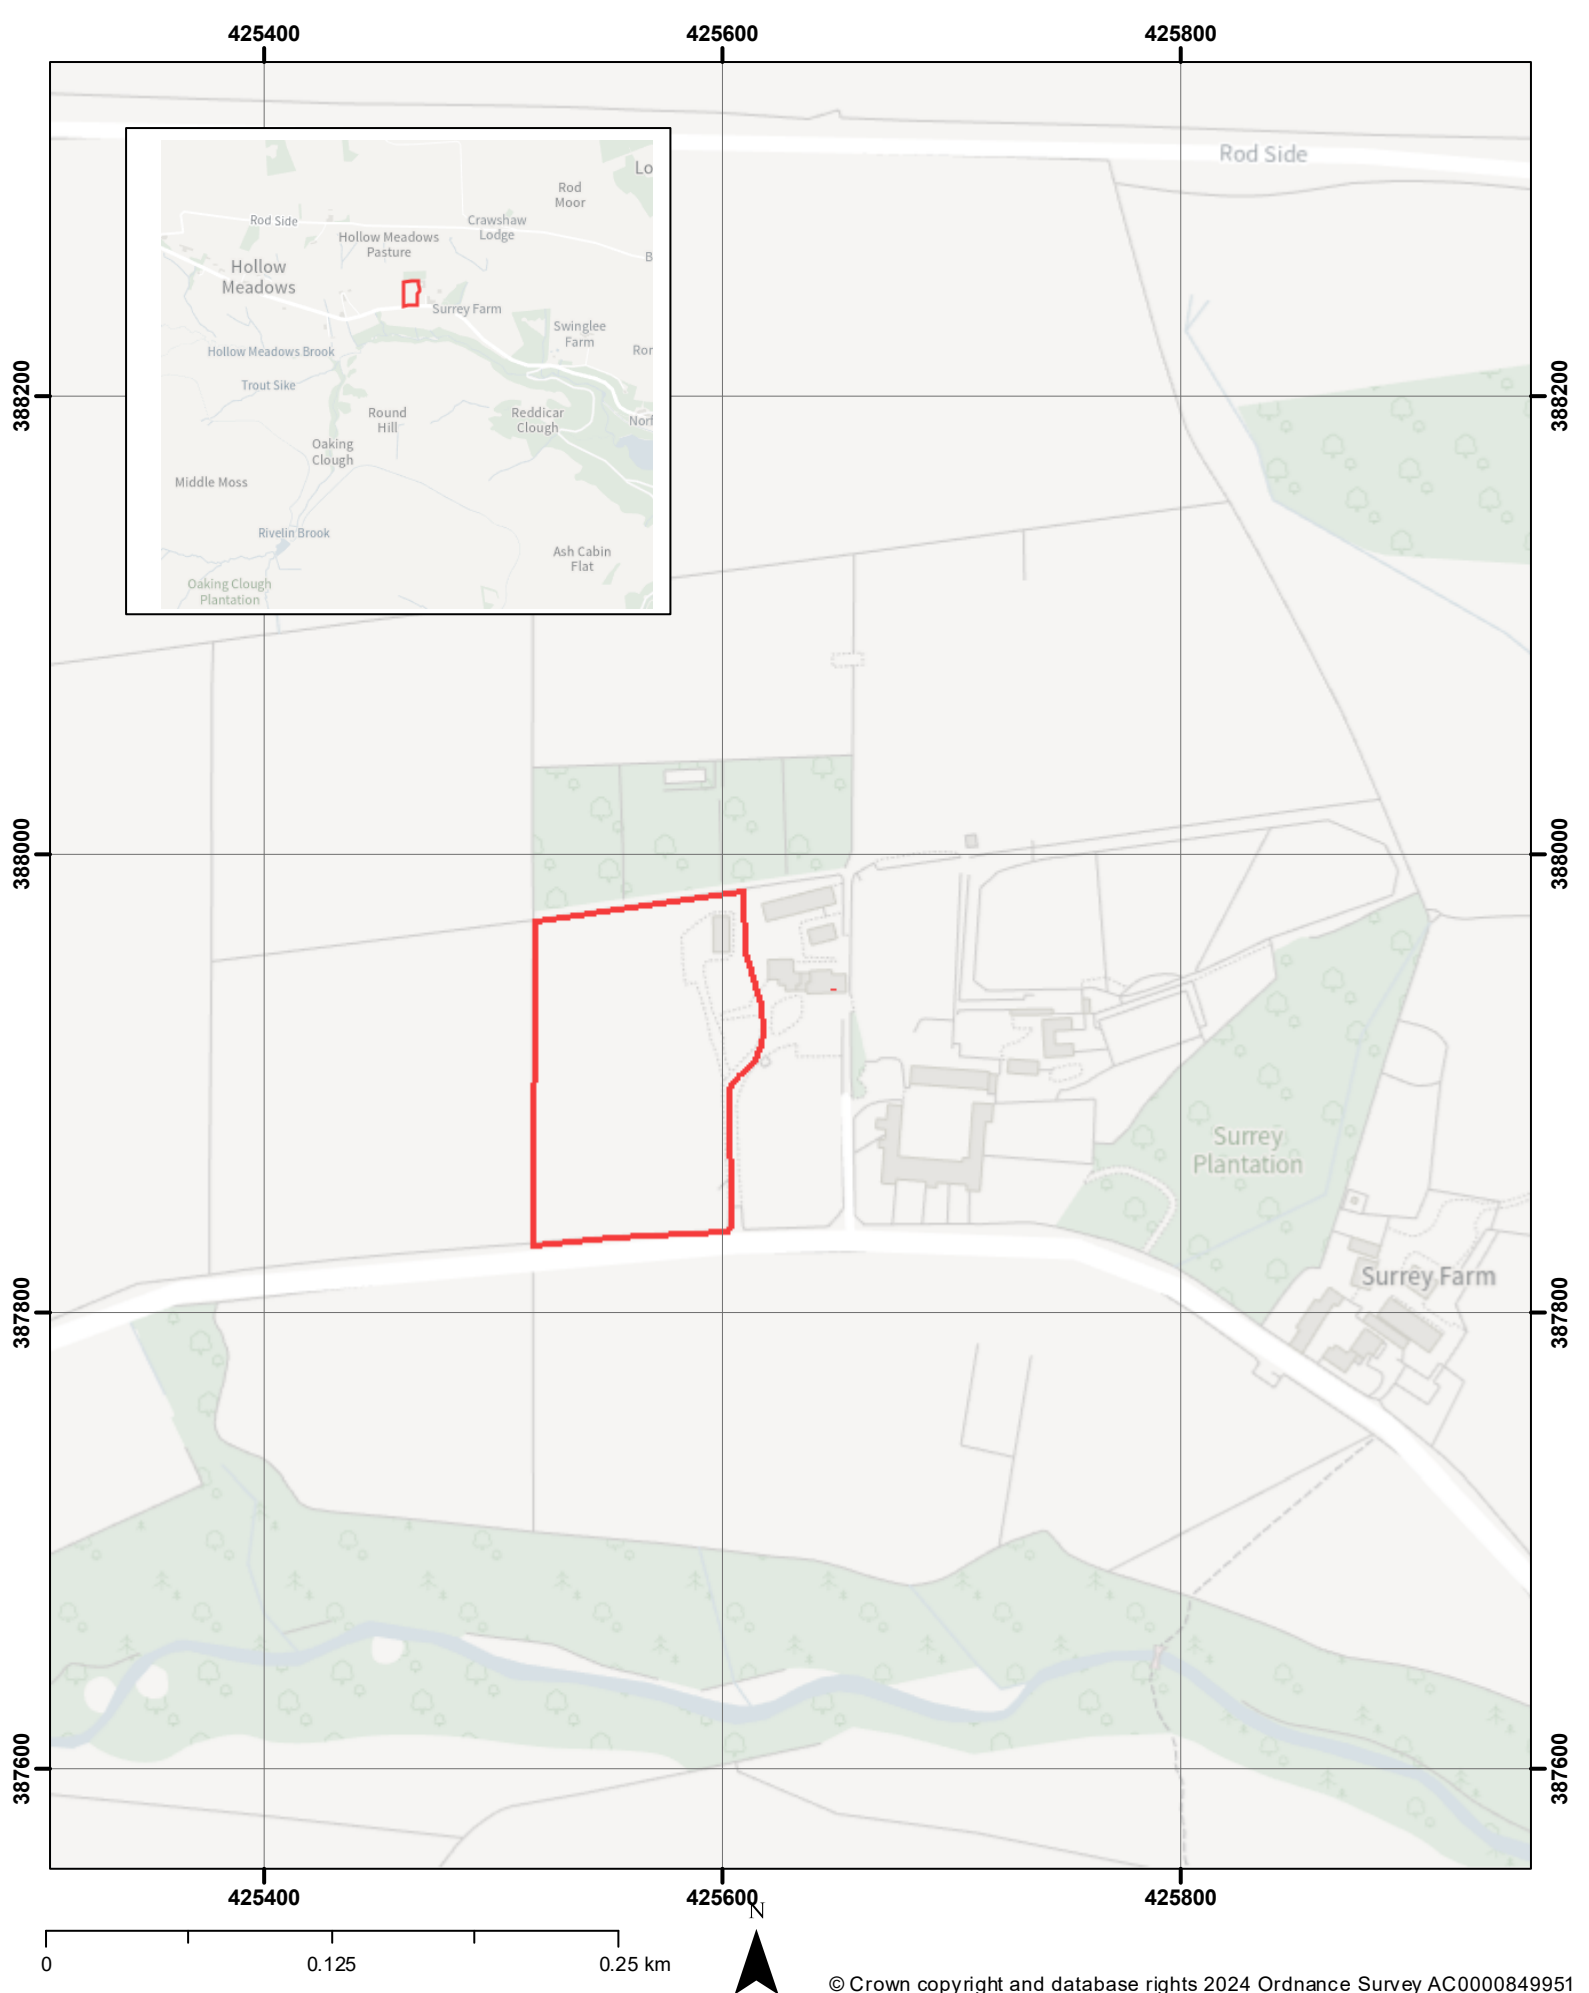 425400
425600
425800
Rod Side
Lo
Rod
Moor
Rod Side
Crawshaw
Lodge
Hollow Meadows
Pasture
B
Hollow
Meadows
Surrey Farm
Swinglee
Farm
Hollow Meadows Brook
Ror
Trout Sike
Round
Hill
Reddicar
Clough
Norf
Oaking
Clough
Middle Moss
Rivelin Brook
Ash Cabin
Flat
Oaking Clough
Plantation
388200
388200
388000
388000
Surrey
Plantation
Surrey Farm
387800
387800
387600
387600
425400
425600
425800
N
0
0.125
0.25 km
© Crown copyright and database rights 2024 Ordnance Survey AC0000849951